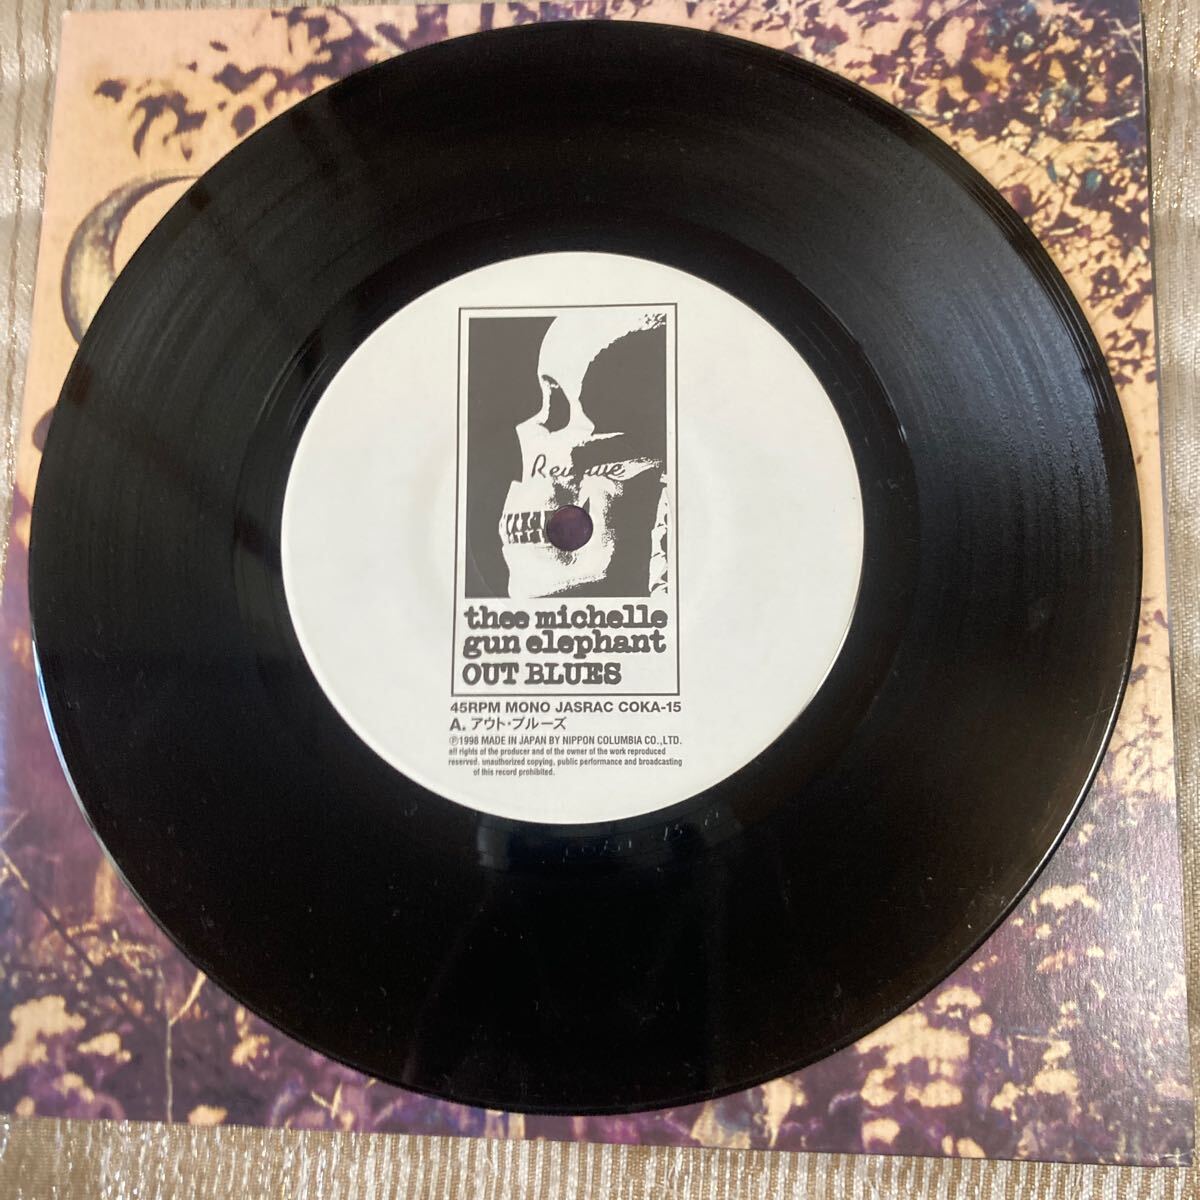 thee michelle
gun elephant
OUT BLUES
45RPM MONO JASRAC COKA-15
A. アウト・ブルーズ
Ⓟ1998 MADE IN JAPAN BY NIPPON COLUMBIA CO.,LTD.
all rights of the producer and of the owner of the work reproduced
reserved. unauthorized copying, public performance and broadcasting
of this record prohibited.